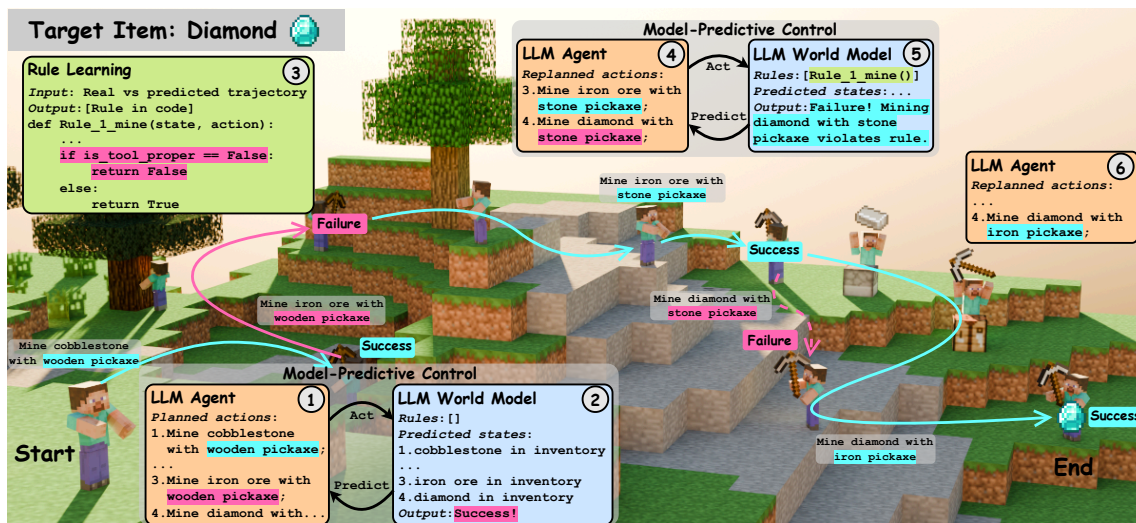 Target Item: Diamond
Rule Learning
3
Input: Real vs predicted trajectory
Output:[Rule in code]
def Rule_1_mine(state, action):
...
if is_tool_proper == False:
return False
else:
return True
Model-Predictive Control
LLM Agent
4
Replanned actions:
3.Mine iron ore with
stone pickaxe;
4.Mine diamond with
stone pickaxe;
Act
Predict
LLM World Model
5
Rules:[Rule_1_mine()]
Predicted states:...
Output:Failure! Mining
diamond with stone
pickaxe violates rule.
LLM Agent
6
Replanned actions:
...
4.Mine diamond with
iron pickaxe;
Mine iron ore with
stone pickaxe
Failure
Success
Mine iron ore with
wooden pickaxe
Mine diamond with
stone pickaxe
Failure
Mine cobblestone
with wooden pickaxe
Success
Model-Predictive Control
LLM Agent
1
Planned actions:
1.Mine cobblestone
with wooden pickaxe;
...
3.Mine iron ore with
wooden pickaxe;
4.Mine diamond with...
Act
Predict
LLM World Model
2
Rules:[]
Predicted states:
1.cobblestone in inventory
...
3.iron ore in inventory
4.diamond in inventory
Output:Success!
Mine diamond with
iron pickaxe
Success
Start
End